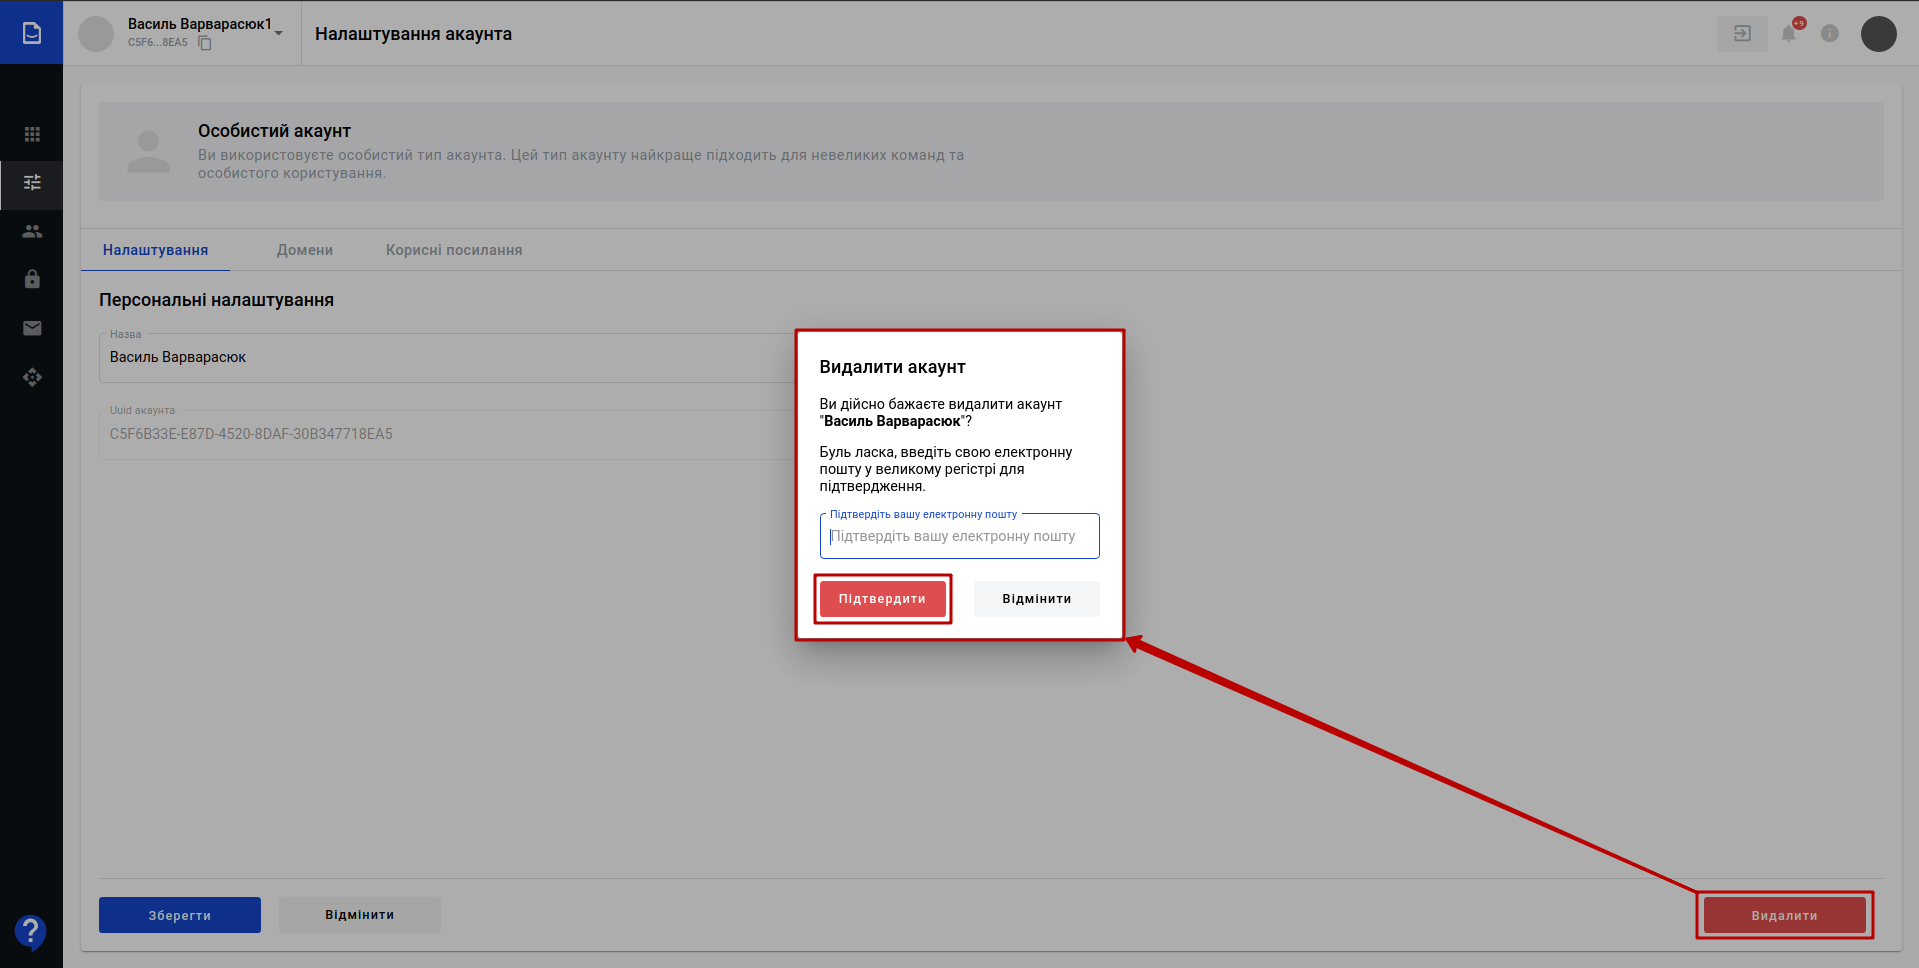 Василь Варварасюк1
C5F6...8EA5
Налаштування акаунта
+9
Особистий акаунт
Ви використовуєте особистий тип акаунта. Цей тип акаунту найкраще підходить для невеликих команд та
особистого користування.
Налаштування
Домени
Корисні посилання
Персональні налаштування
Назва
Василь Варварасюк
Uuid акаунта
C5F6B33E-E87D-4520-8DAF-30B347718EA5
Видалити акаунт
Ви дійсно бажаєте видалити акаунт
"Василь Варварасюк"?
Буль ласка, введіть свою електронну
пошту у великому регістрі для
підтвердження.
Підтвердіть вашу електронну пошту
Підтвердіть вашу електронну пошту
Підтвердити
Відмінити
Зберегти
Відмінити
Видалити